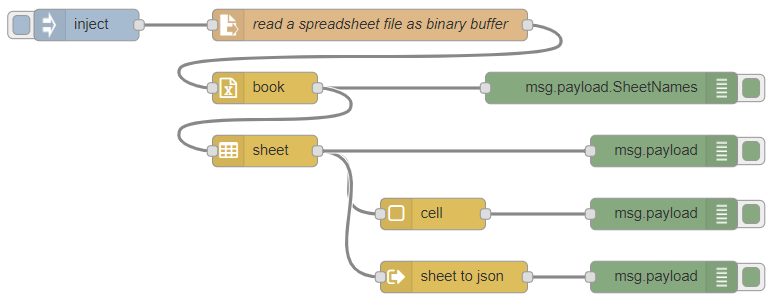 inject
read a spreadsheet file as binary buffer
book
msg.payload.SheetNames
sheet
msg.payload
cell
msg.payload
sheet to json
msg.payload